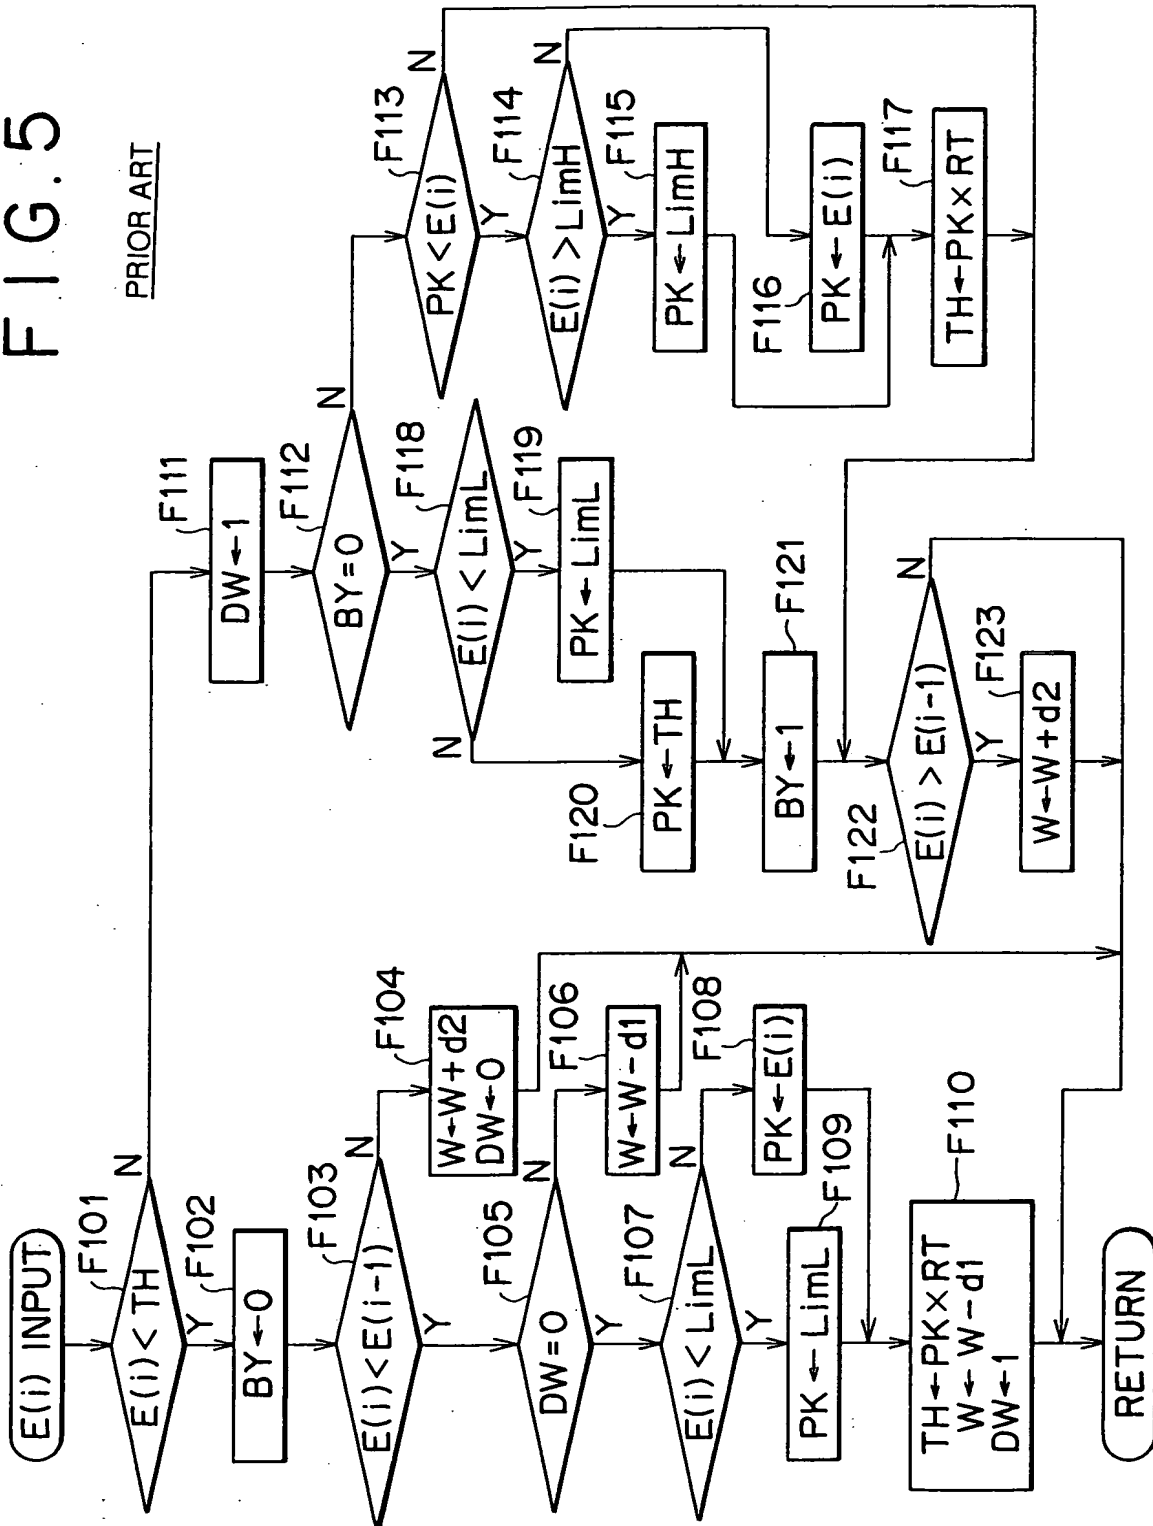 FIG. 5
PRIOR ART
E(i) INPUT
F101
E(i) < TH
N
Y
F102
BY←0
F103
E(i) < E(i-1)
N
Y
F104
W←W+d2
DW←0
F105
DW=0
N
Y
F106
W←W-d1
F107
E(i) < LimL
N
Y
F108
PK←E(i)
F109
PK←LimL
F110
TH←PK×RT
W←W-d1
DW←1
RETURN
F111
DW←1
F112
BY=0
N
Y
F113
PK < E(i)
N
Y
F114
E(i) > LimH
N
Y
F115
PK←LimH
F116
PK←E(i)
F117
TH←PK×RT
F118
E(i) < LimL
N
Y
F119
PK←LimL
F120
PK←TH
F121
BY←1
F122
E(i) > E(i-1)
N
Y
F123
W←W+d2